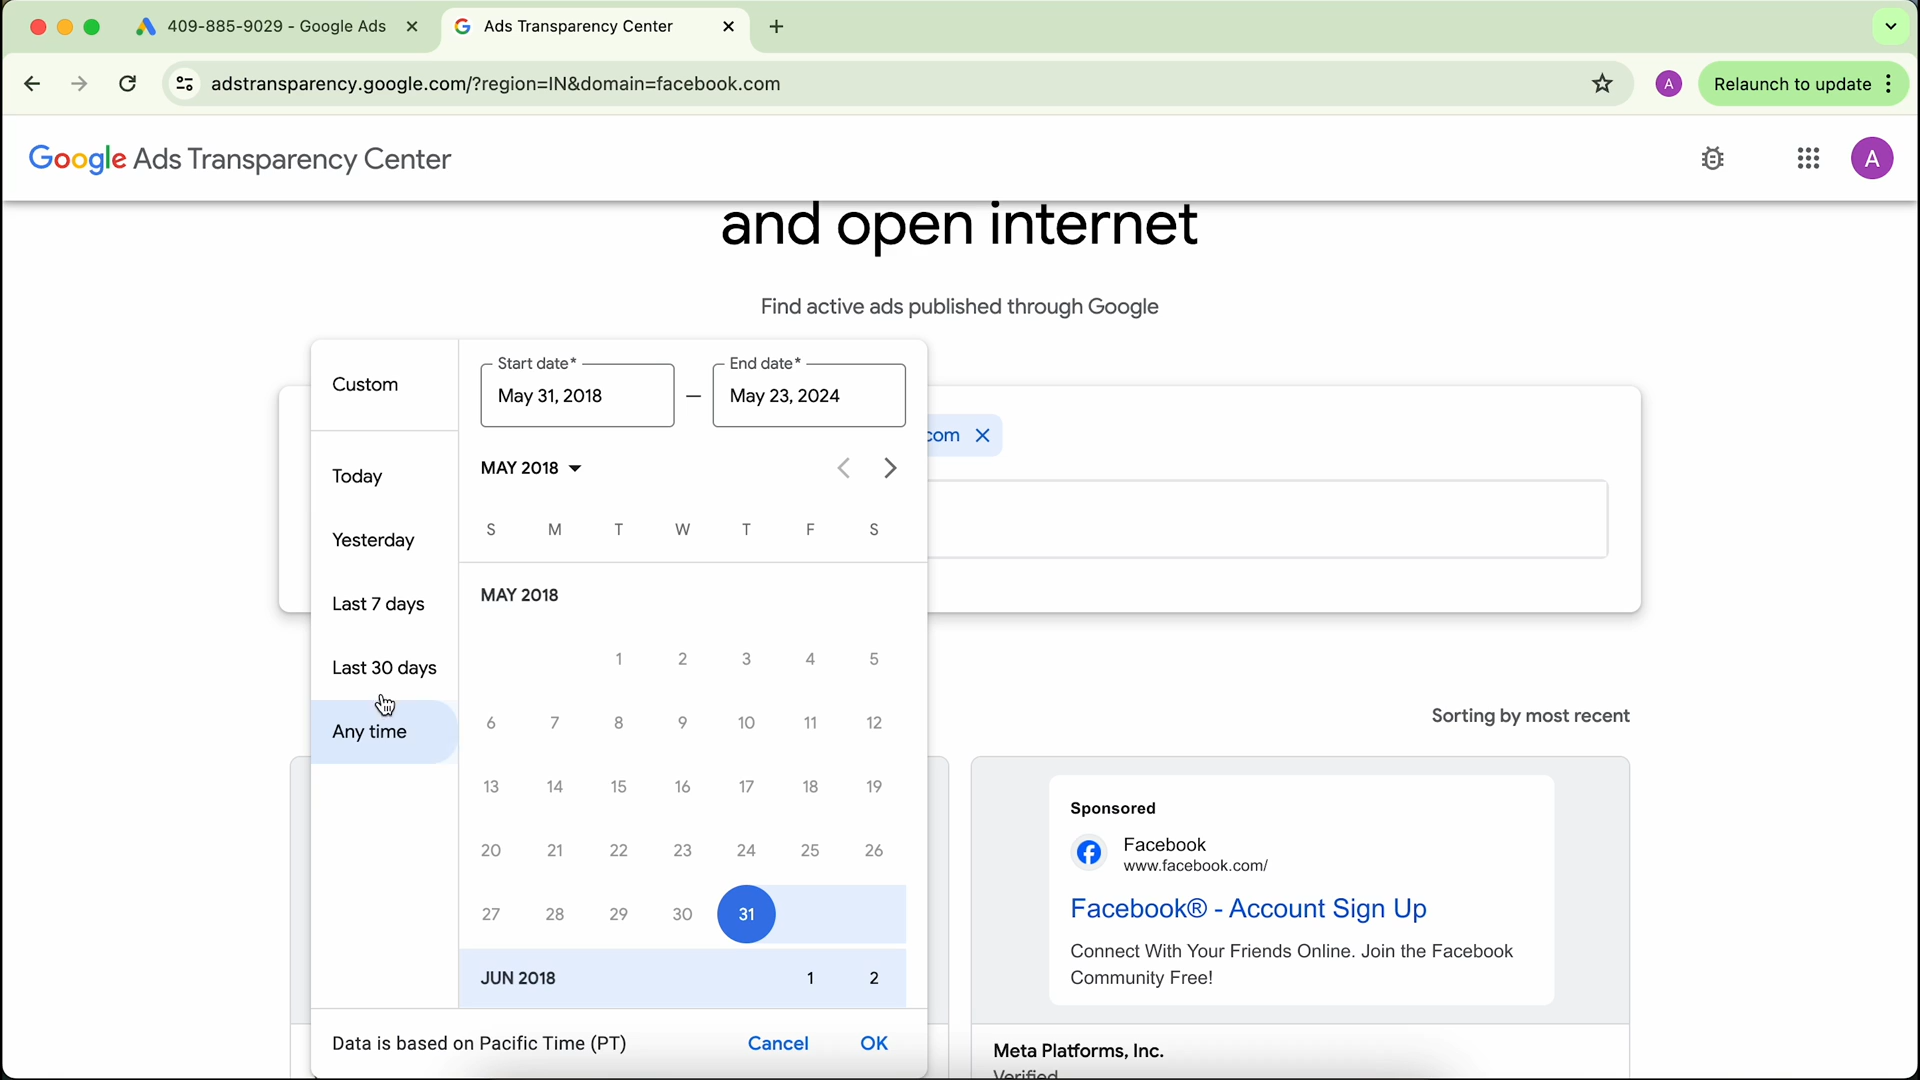 409-885-9029 - Google Ads
Ads Transparency Center
adstransparency.google.com/?region=IN&domain=facebook.com
A
Relaunch to update
Google Ads Transparency Center
A
and open internet
Find active ads published through Google
Custom
Today
Yesterday
Last 7 days
Last 30 days
Any time
Start date*
May 31, 2018
–
End date*
May 23, 2024
com
MAY 2018
S M T W T F S
MAY 2018
1 2 3 4 5
6 7 8 9 10 11 12
13 14 15 16 17 18 19
20 21 22 23 24 25 26
27 28 29 30 31
JUN 2018 1 2
Data is based on Pacific Time (PT)
Cancel
OK
Sorting by most recent
Sponsored
Facebook
www.facebook.com/
Facebook® - Account Sign Up
Connect With Your Friends Online. Join the Facebook
Community Free!
Meta Platforms, Inc.
Verified